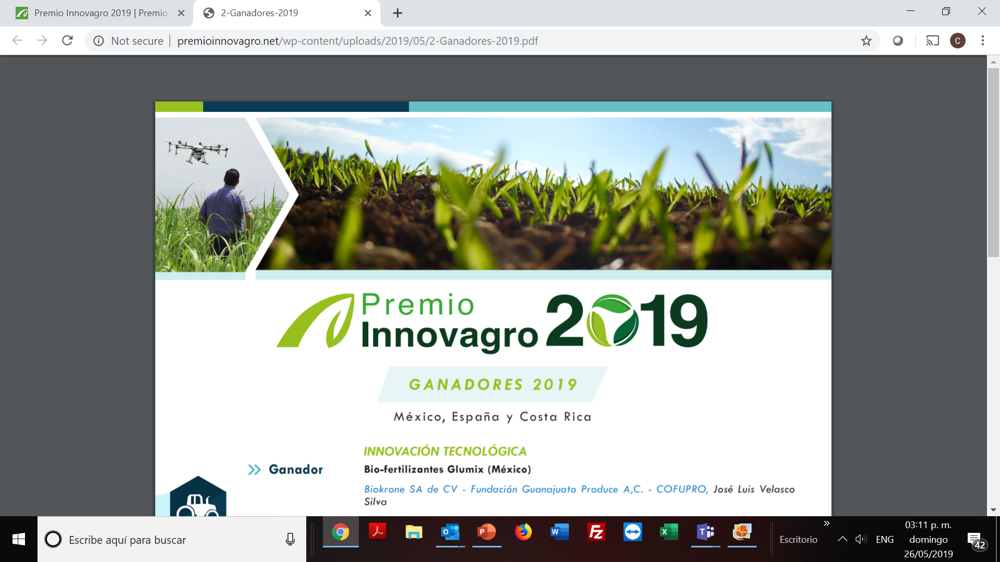 Premio Innovagro 2019 | Premio
2-Ganadores-2019
Not secure
premioinnovagro.net/wp-content/uploads/2019/05/2-Ganadores-2019.pdf
C
Premio
Innovagro 2019
GANADORES 2019
México, España y Costa Rica
INNOVACIÓN TECNOLÓGICA
Ganador
Bio-fertilizantes Glumix (México)
Biokrone SA de CV - Fundación Guanajuato Produce A,C. - COFUPRO, José Luis Velasco
Silva
Escribe aquí para buscar
Escritorio
ENG
03:11 p. m.
domingo
26/05/2019
42